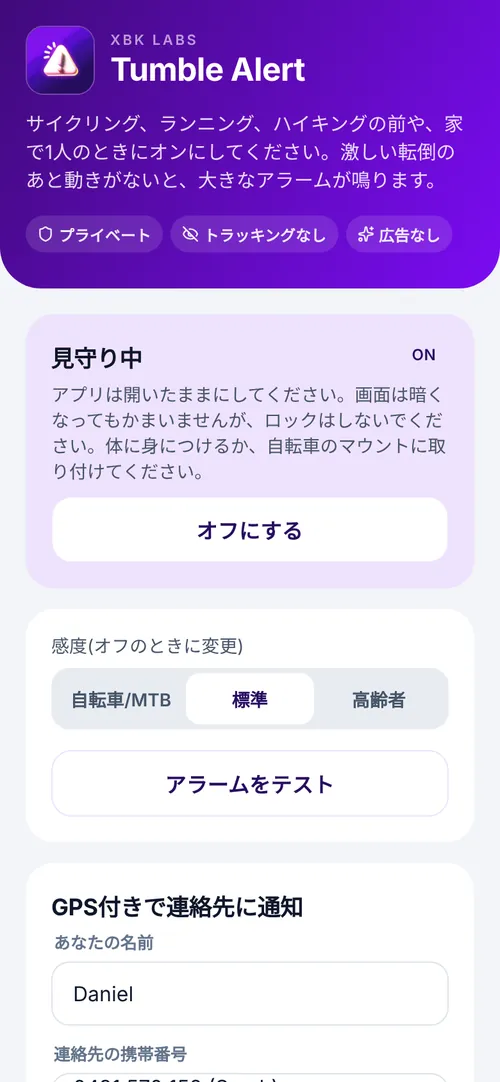 XBK LABS
Tumble Alert
サイクリング、ランニング、ハイキングの前や、家
で1人のときにオンにしてください。激しい転倒の
あと動きがないと、大きなアラームが鳴ります。
プライベート
トラッキングなし
広告なし
見守り中
ON
アプリは開いたままにしてください。画面は暗く
なってもかまいませんが、ロックはしないでくだ
さい。体に身につけるか、自転車のマウントに取
り付けてください。
オフにする
感度(オフのときに変更)
自転車/MTB
標準
高齢者
アラームをテスト
GPS付きで連絡先に通知
あなたの名前
Daniel
連絡先の携帯番号